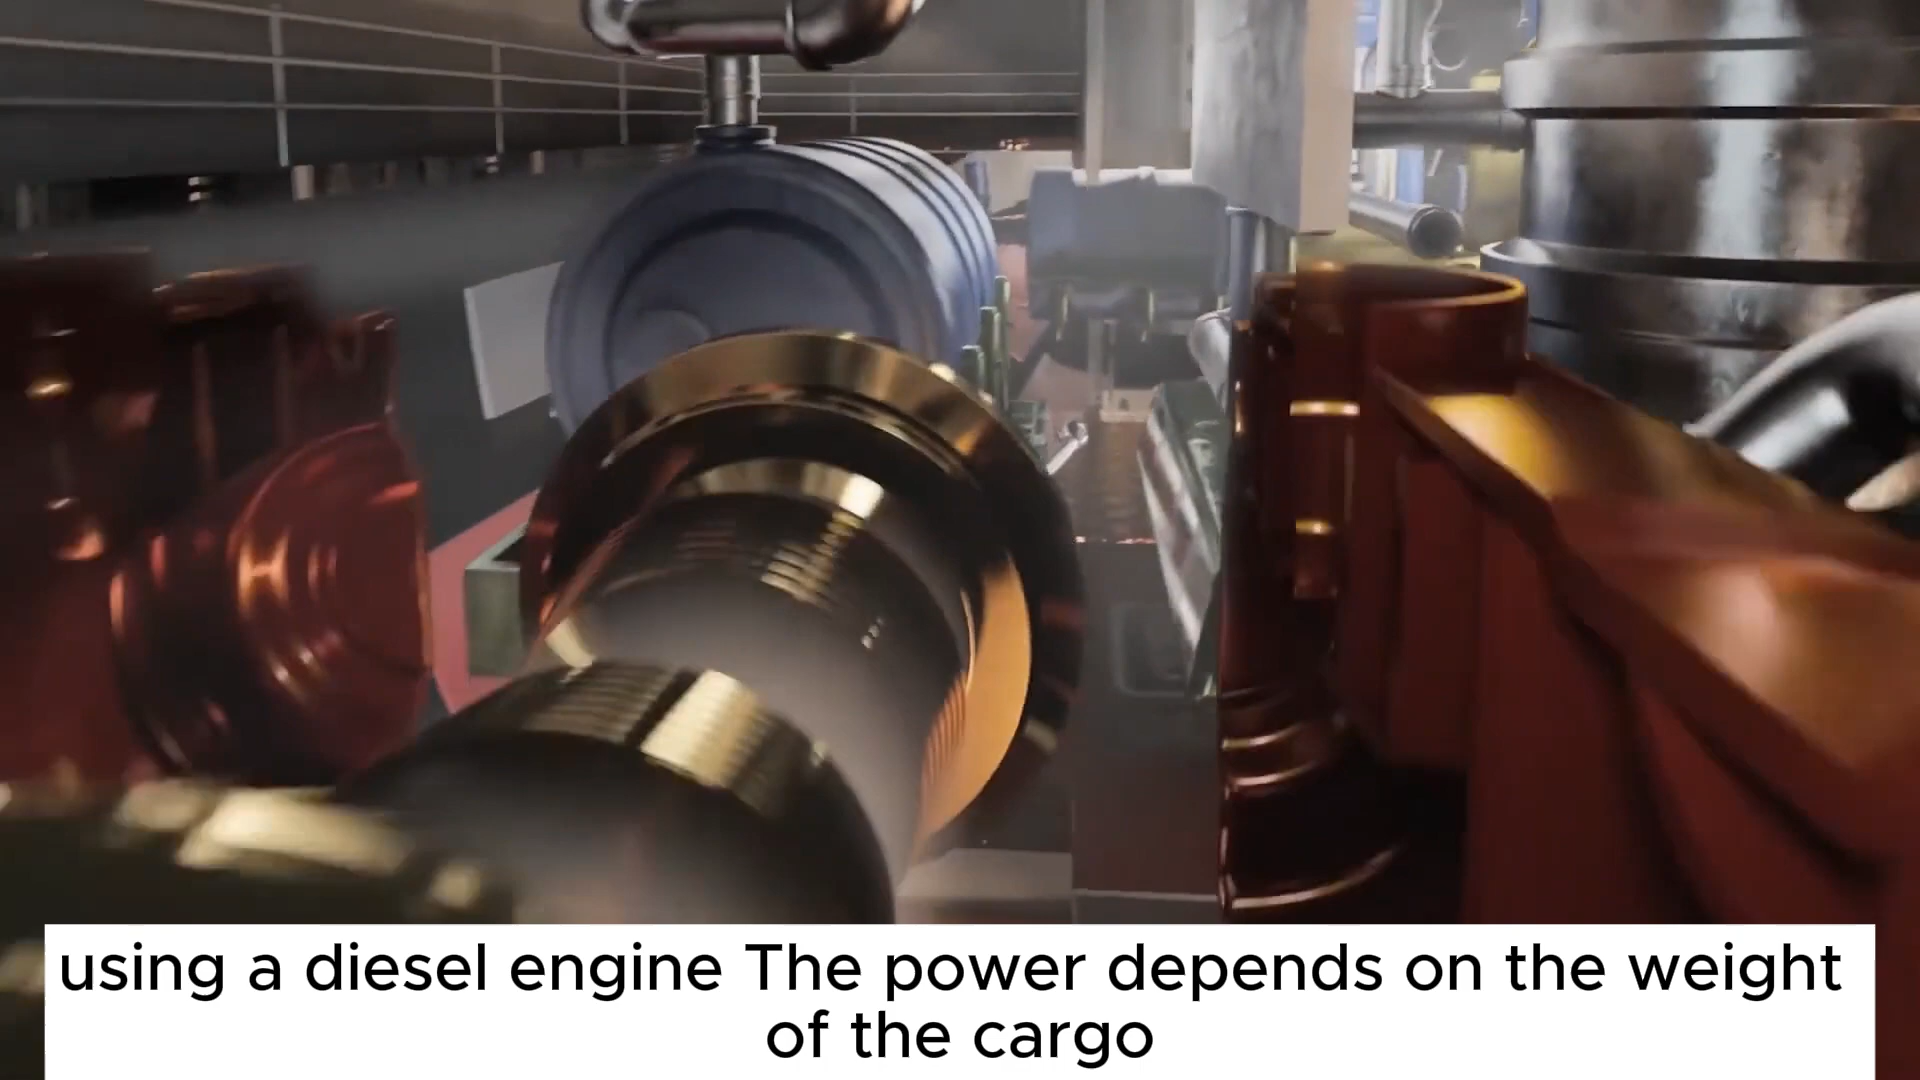 using a diesel engine The power depends on the weight
of the cargo